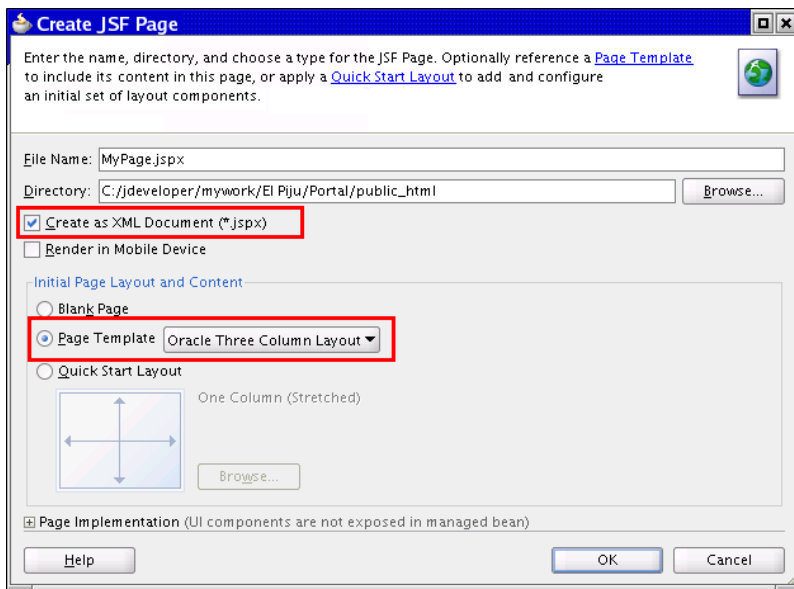 Create JSF Page
Enter the name, directory, and choose a type for the JSF Page. Optionally reference a Page Template
to include its content in this page, or apply a Quick Start Layout to add and configure
an initial set of layout components.
File Name: MyPage.jspx
Directory: C:/jdeveloper/mywork/El Piju/Portal/public_html Browse...
Create as XML Document (*.jspx)
Render in Mobile Device
Initial Page Layout and Content
Blank Page
Page Template Oracle Three Column Layout
Quick Start Layout
One Column (Stretched)
Browse...
Page Implementation (UI components are not exposed in managed bean)
Help OK Cancel